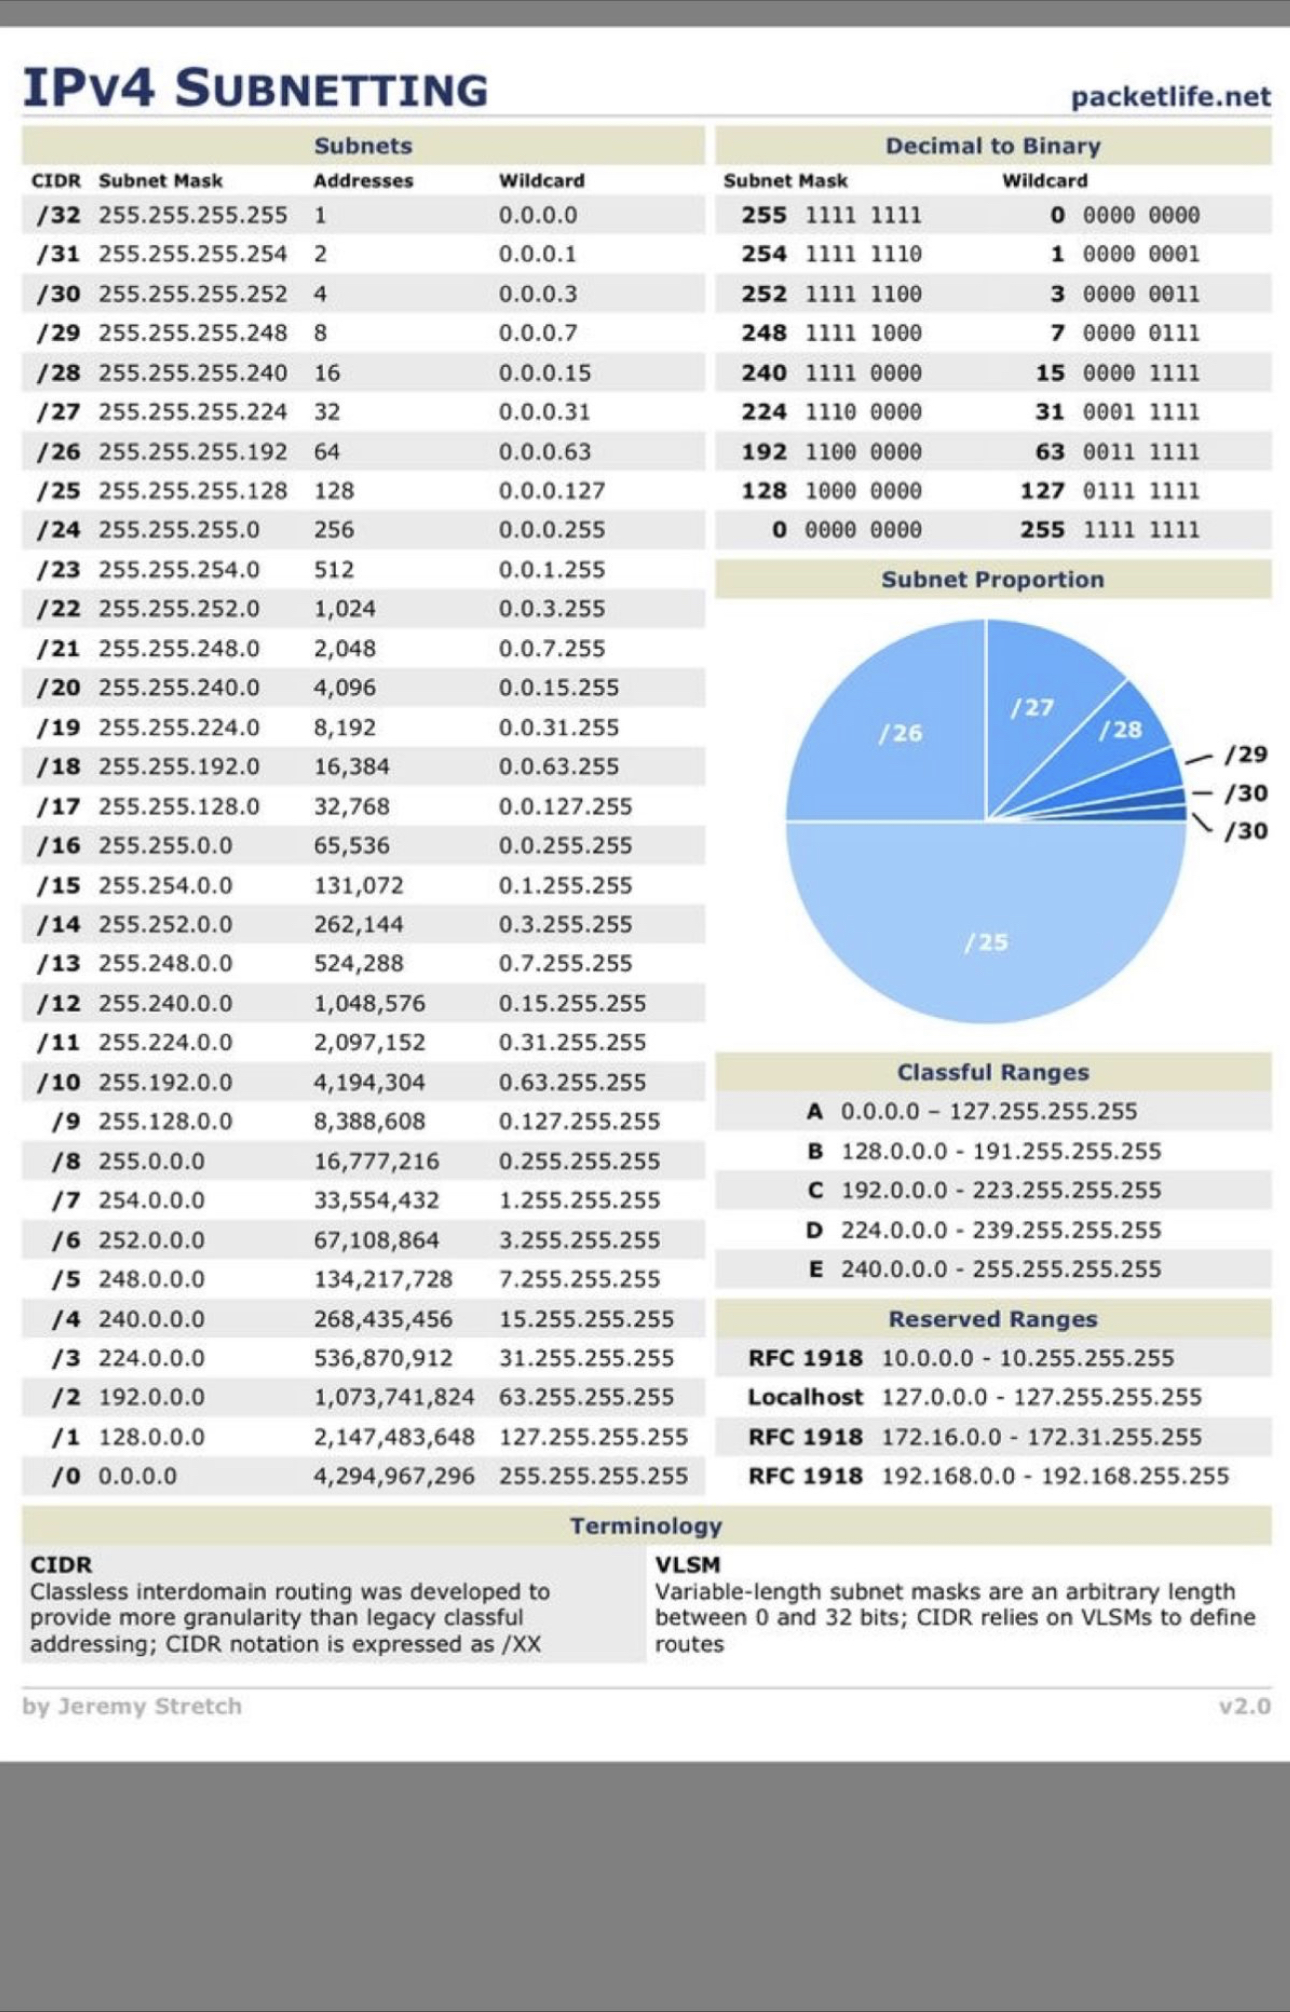 IPv4 SUBNETTING
packetlife.net
Subnets
CIDR Subnet Mask Addresses Wildcard
/32 255.255.255.255 1 0.0.0.0
/31 255.255.255.254 2 0.0.0.1
/30 255.255.255.252 4 0.0.0.3
/29 255.255.255.248 8 0.0.0.7
/28 255.255.255.240 16 0.0.0.15
/27 255.255.255.224 32 0.0.0.31
/26 255.255.255.192 64 0.0.0.63
/25 255.255.255.128 128 0.0.0.127
/24 255.255.255.0 256 0.0.0.255
/23 255.255.254.0 512 0.0.1.255
/22 255.255.252.0 1,024 0.0.3.255
/21 255.255.248.0 2,048 0.0.7.255
/20 255.255.240.0 4,096 0.0.15.255
/19 255.255.224.0 8,192 0.0.31.255
/18 255.255.192.0 16,384 0.0.63.255
/17 255.255.128.0 32,768 0.0.127.255
/16 255.255.0.0 65,536 0.0.255.255
/15 255.254.0.0 131,072 0.1.255.255
/14 255.252.0.0 262,144 0.3.255.255
/13 255.248.0.0 524,288 0.7.255.255
/12 255.240.0.0 1,048,576 0.15.255.255
/11 255.224.0.0 2,097,152 0.31.255.255
/10 255.192.0.0 4,194,304 0.63.255.255
/9 255.128.0.0 8,388,608 0.127.255.255
/8 255.0.0.0 16,777,216 0.255.255.255
/7 254.0.0.0 33,554,432 1.255.255.255
/6 252.0.0.0 67,108,864 3.255.255.255
/5 248.0.0.0 134,217,728 7.255.255.255
/4 240.0.0.0 268,435,456 15.255.255.255
/3 224.0.0.0 536,870,912 31.255.255.255
/2 192.0.0.0 1,073,741,824 63.255.255.255
/1 128.0.0.0 2,147,483,648 127.255.255.255
/0 0.0.0.0 4,294,967,296 255.255.255.255
Decimal to Binary
Subnet Mask Wildcard
255 1111 1111 0 0000 0000
254 1111 1110 1 0000 0001
252 1111 1100 3 0000 0011
248 1111 1000 7 0000 0111
240 1111 0000 15 0000 1111
224 1110 0000 31 0001 1111
192 1100 0000 63 0011 1111
128 1000 0000 127 0111 1111
0 0000 0000 255 1111 1111
Subnet Proportion
/27
/26
/28
/29
/30
/30
/25
Classful Ranges
A 0.0.0.0 – 127.255.255.255
B 128.0.0.0 - 191.255.255.255
C 192.0.0.0 - 223.255.255.255
D 224.0.0.0 - 239.255.255.255
E 240.0.0.0 - 255.255.255.255
Reserved Ranges
RFC 1918 10.0.0.0 - 10.255.255.255
Localhost 127.0.0.0 - 127.255.255.255
RFC 1918 172.16.0.0 - 172.31.255.255
RFC 1918 192.168.0.0 - 192.168.255.255
Terminology
CIDR
Classless interdomain routing was developed to
provide more granularity than legacy classful
addressing; CIDR notation is expressed as /XX
VLSM
Variable-length subnet masks are an arbitrary length
between 0 and 32 bits; CIDR relies on VLSMs to define
routes
by Jeremy Stretch
v2.0